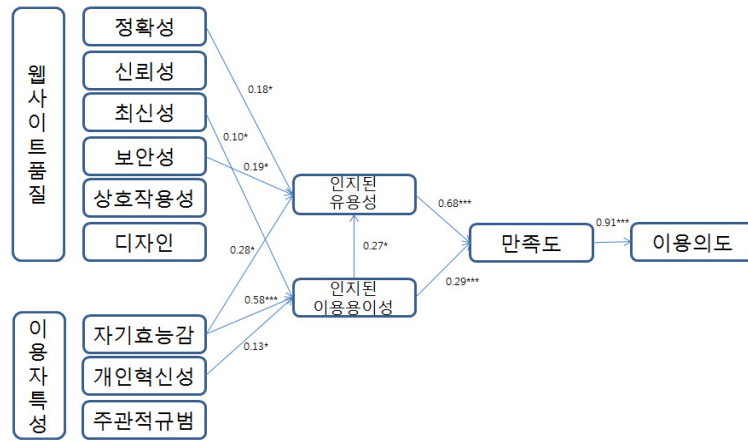 웹사이트품질
정확성
신뢰성
최신성
보안성
상호작용성
디자인
이용자특성
자기효능감
개인혁신성
주관적규범
0.18*
0.10*
0.19*
0.28*
0.58***
0.13*
인지된
유용성
0.27*
인지된
이용용이성
0.68***
0.29***
만족도
0.91***
이용의도